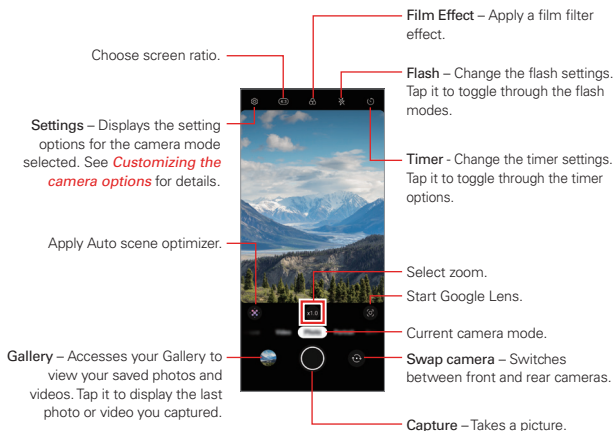 Film Effect – Apply a film filter
effect.
Choose screen ratio.
Flash – Change the flash settings.
Tap it to toggle through the flash
modes.
Settings – Displays the setting
options for the camera mode
selected. See Customizing the
camera options for details.
Timer - Change the timer settings.
Tap it to toggle through the timer
options.
Apply Auto scene optimizer.
Select zoom.
Start Google Lens.
x1.0
Video
Photo
Portrait
Current camera mode.
Gallery – Accesses your Gallery to
view your saved photos and
videos. Tap it to display the last
photo or video you captured.
Swap camera – Switches
between front and rear cameras.
Capture – Takes a picture.